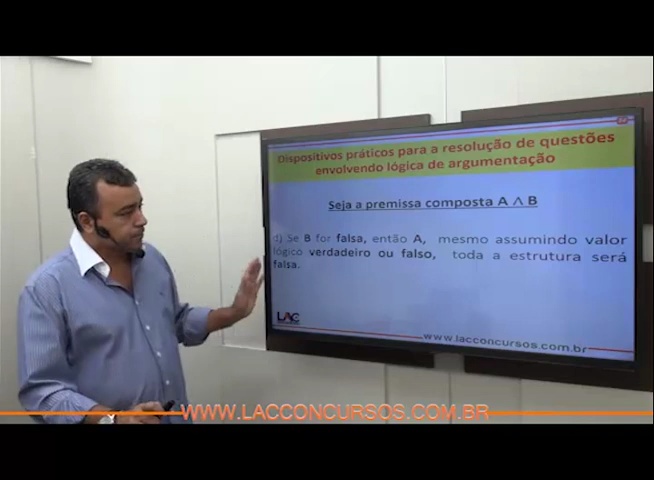 Dispositivos práticos para a resolução de questões
envolvendo lógica de argumentação
Seja a premissa composta A ∧ B
d) Se B for falsa, então A, mesmo assumindo valor
lógico verdadeiro ou falso, toda a estrutura será
falsa.
LAC
www.lacconcursos.com.br
WWW.LACCONCURSOS.COM.BR